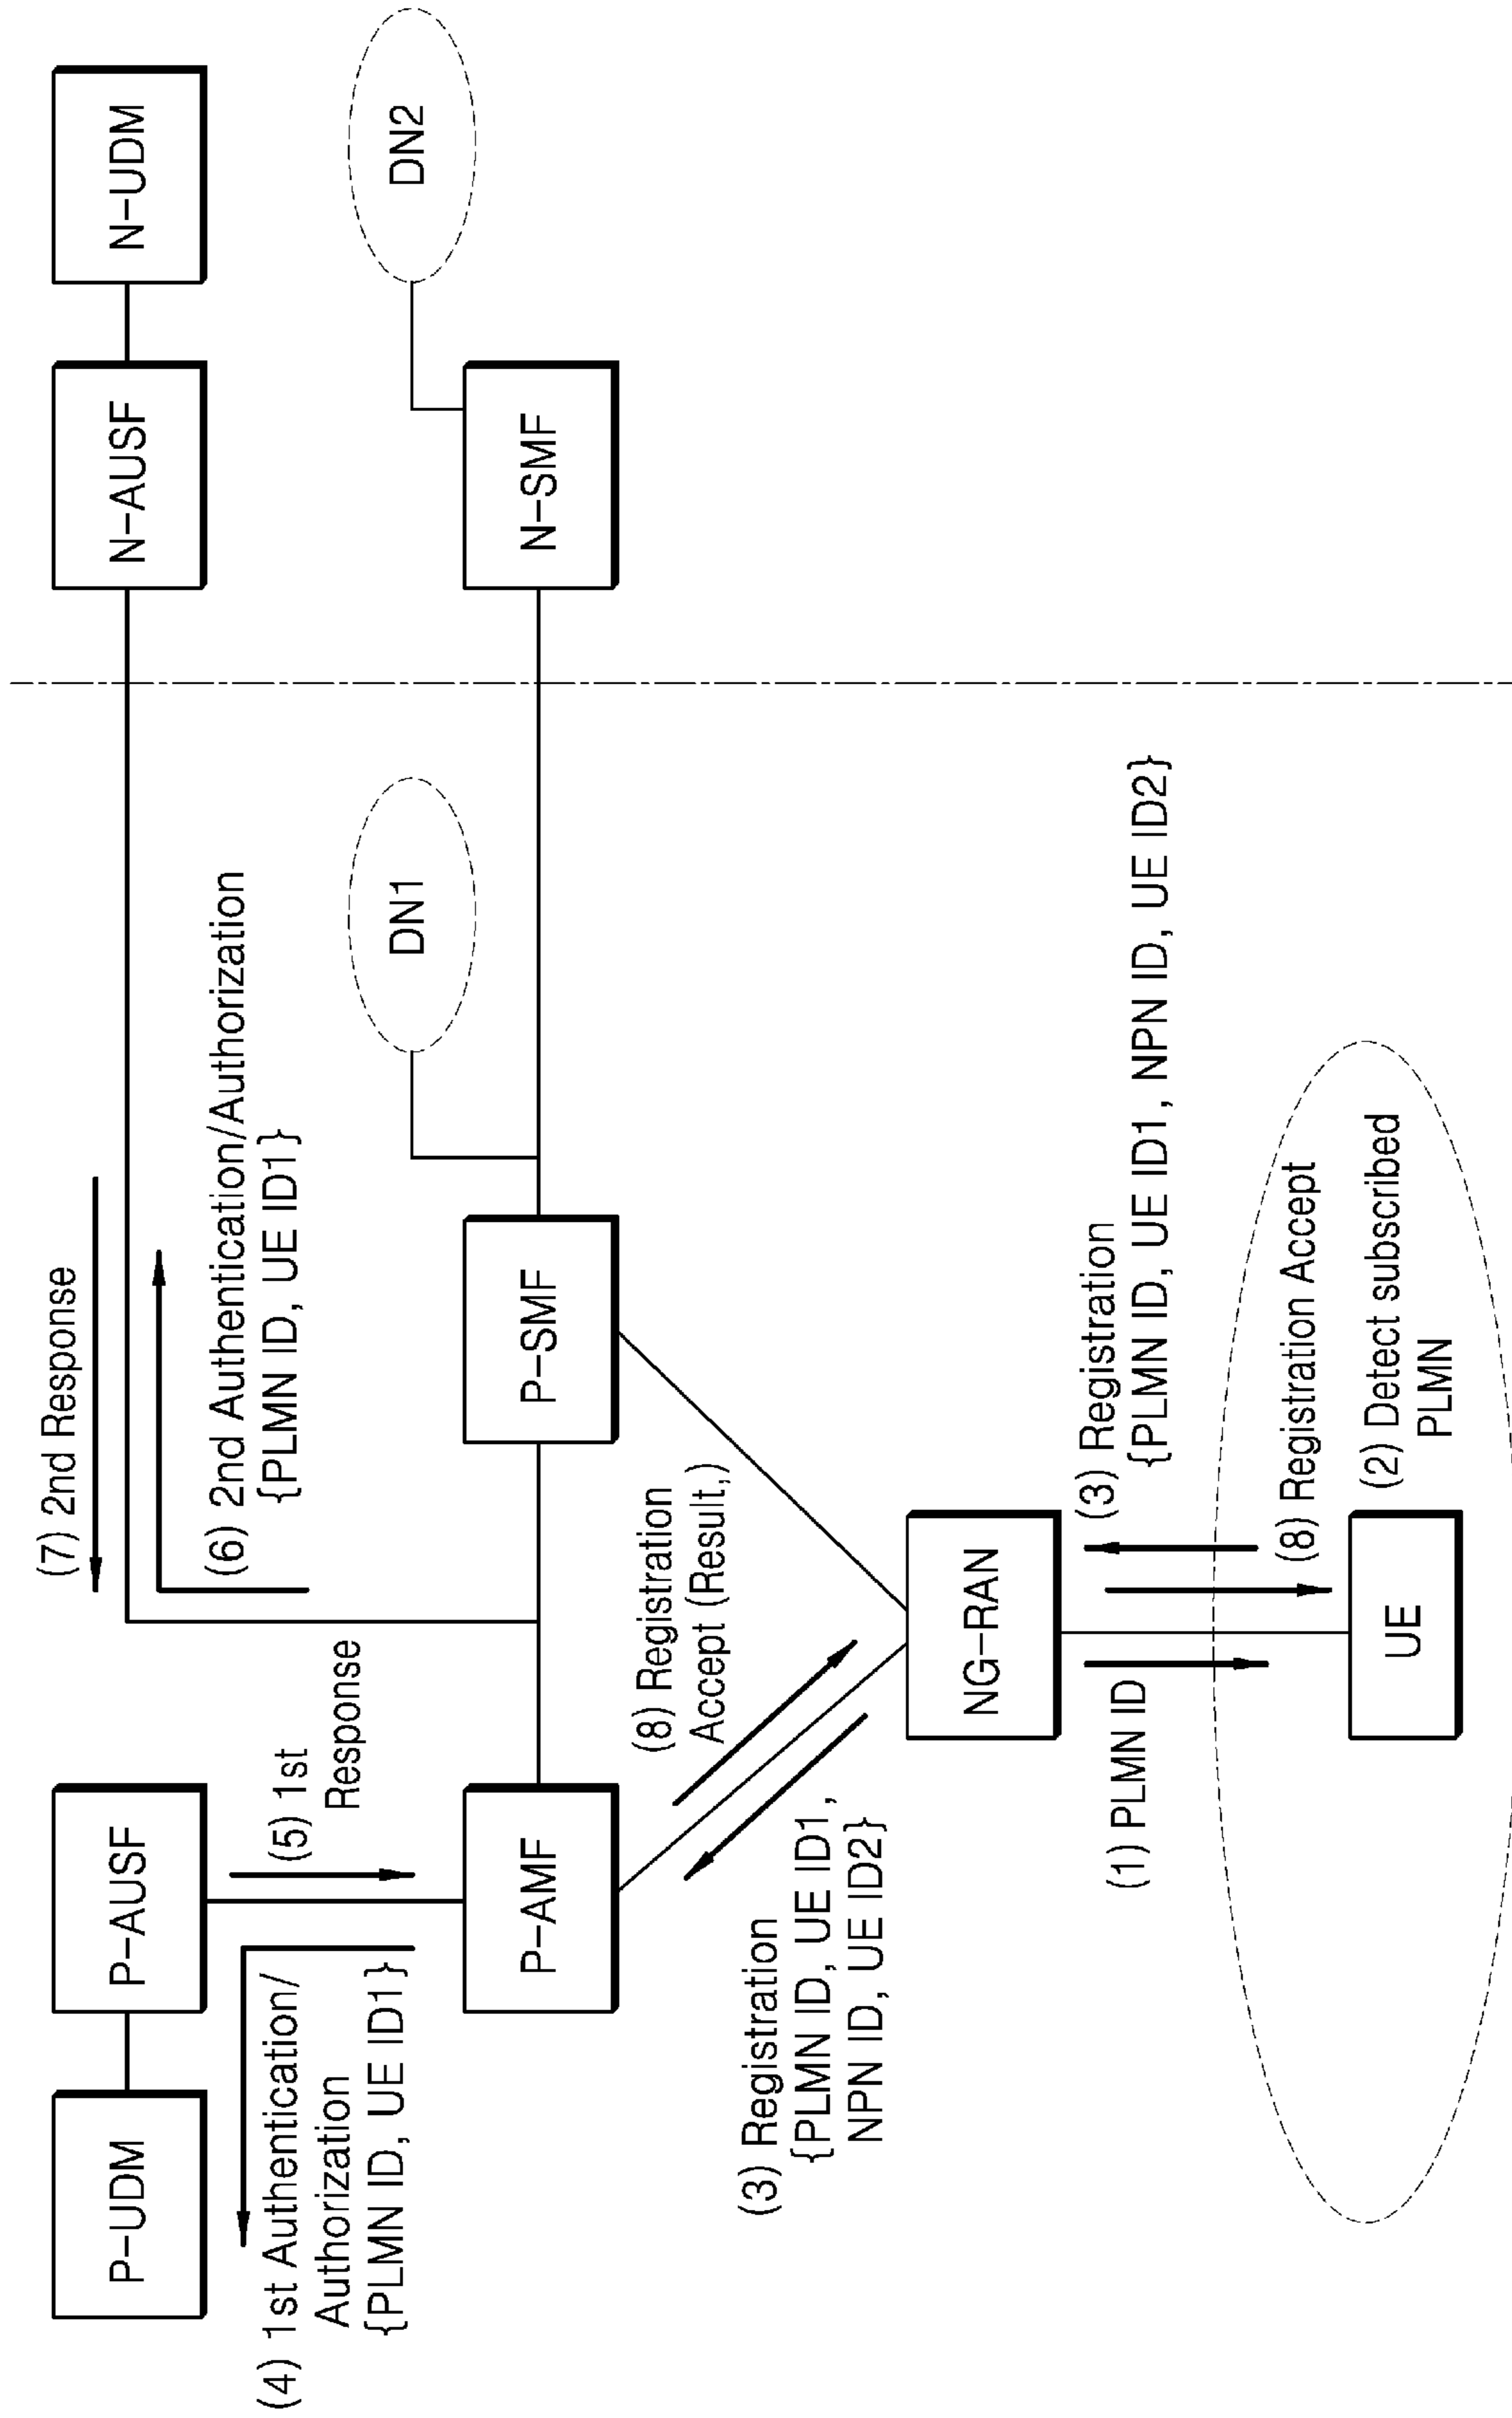 (7) 2nd Response
P-UDM
P-AUSF
N-AUSF
N-UDM
(4) 1st Authentication/
Authorization
{PLMN ID, UE ID1}
(5) 1st
Response
(6) 2nd Authentication/Authorization
{PLMN ID, UE ID1}
DN1
DN2
P-AMF
P-SMF
N-SMF
(3) Registration
{PLMN ID, UE ID1,
NPN ID, UE ID2}
(8) Registration
Accept (Result,)
NG-RAN
(1) PLMN ID
(3) Registration
{PLMN ID, UE ID1, NPN ID, UE ID2}
(8) Registration Accept
UE
(2) Detect subscribed
PLMN